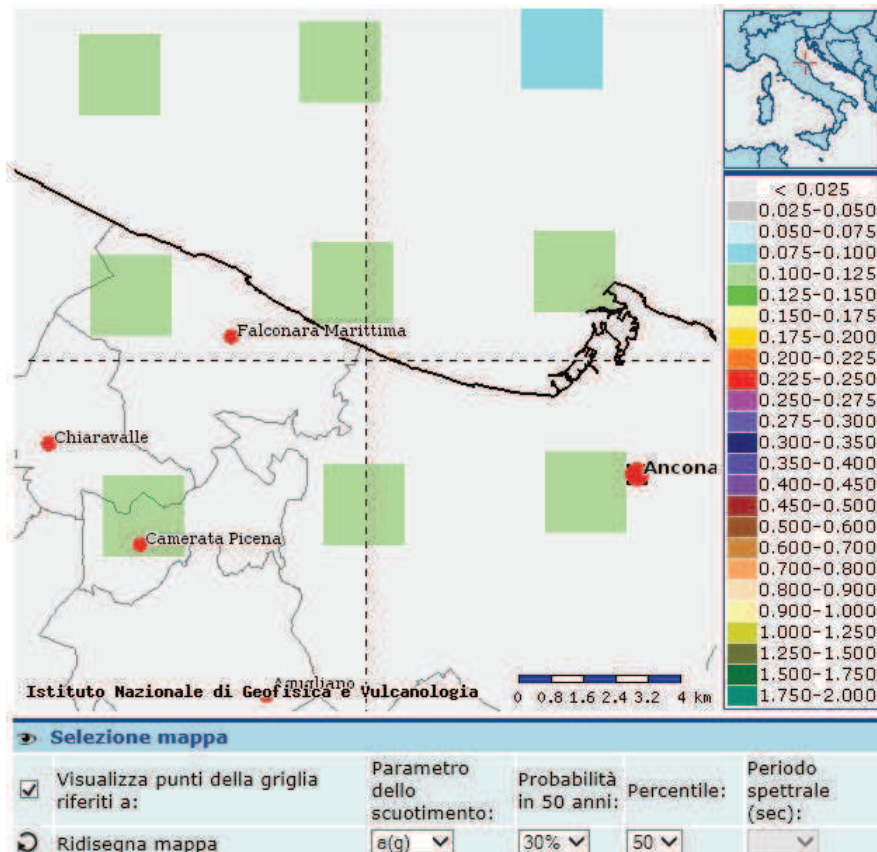 < 0.025
0.025-0.050
0.050-0.075
0.075-0.100
0.100-0.125
0.125-0.150
0.150-0.175
0.175-0.200
0.200-0.225
0.225-0.250
0.250-0.275
0.275-0.300
0.300-0.350
0.350-0.400
0.400-0.450
0.450-0.500
0.500-0.600
0.600-0.700
0.700-0.800
0.800-0.900
0.900-1.000
1.000-1.250
1.250-1.500
1.500-1.750
1.750-2.000
Falconara Marittima
Chiaravalle
Ancona
Camerata Picena
Agugliano
Istituto Nazionale di Geofisica e Vulcanologia
0 0.8 1.6 2.4 3.2 4 km
Selezione mappa
Visualizza punti della griglia
riferiti a:
Parametro
dello
scuotimento:
Probabilità
in 50 anni:
Percentile:
Periodo
spettrale
(sec):
Ridisegna mappa
a(g)
30%
50